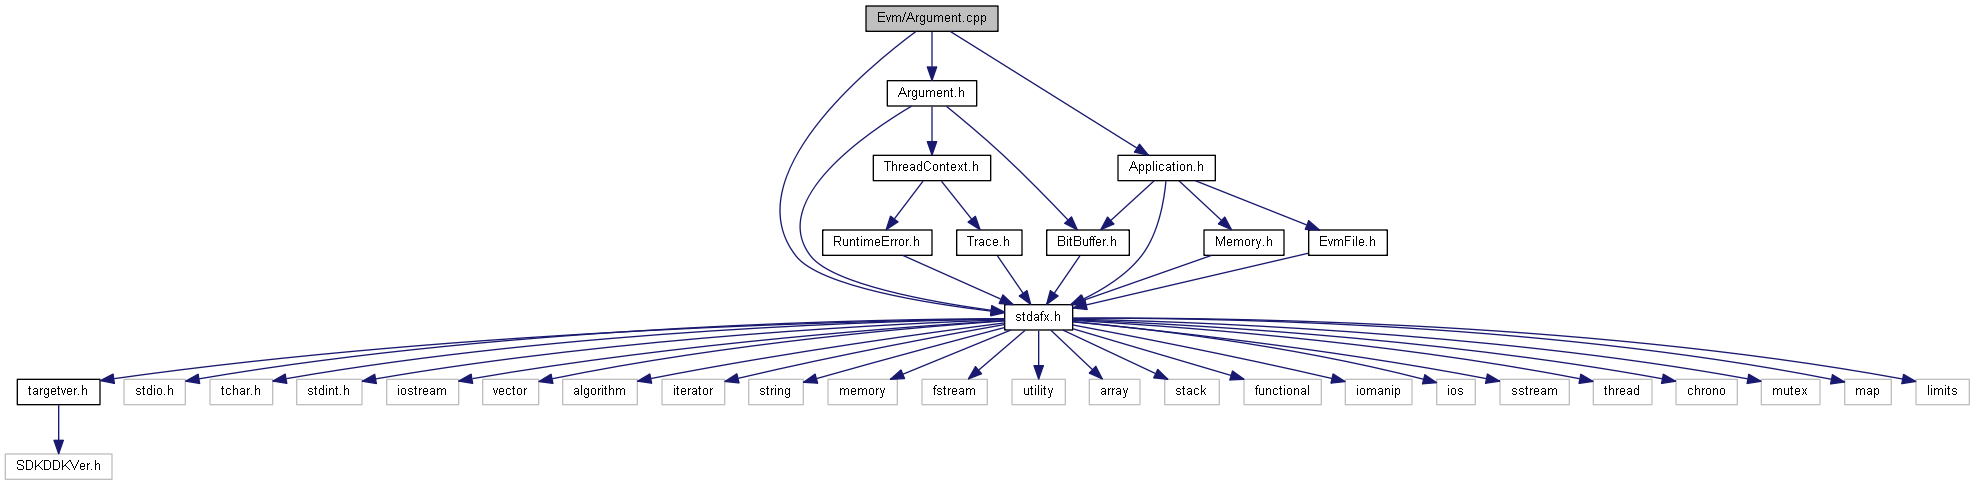 Evm/Argument.cpp
Argument.h
ThreadContext.h
Application.h
RuntimeError.h
Trace.h
BitBuffer.h
Memory.h
EvmFile.h
stdafx.h
targetver.h
stdio.h
tchar.h
stdint.h
iostream
vector
algorithm
iterator
string
memory
fstream
utility
array
stack
functional
iomanip
ios
sstream
thread
chrono
mutex
map
limits
SDKDDKVer.h